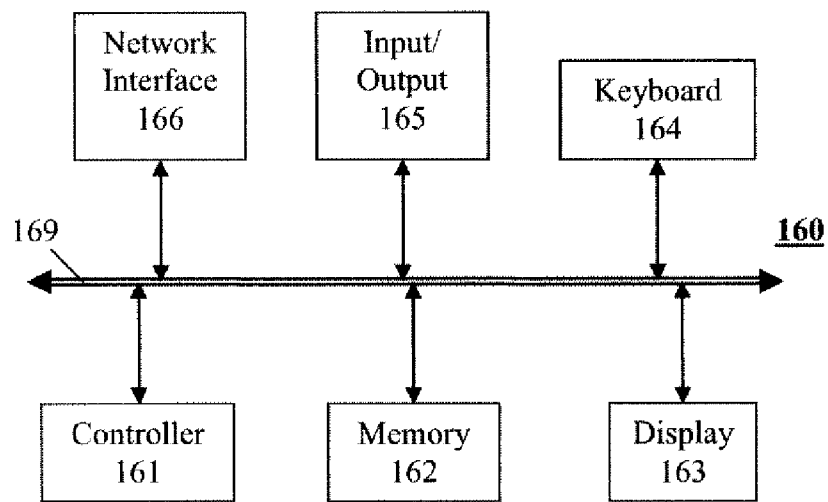 Network
Interface
166
Input/
Output
165
Keyboard
164
169
160
Controller
161
Memory
162
Display
163